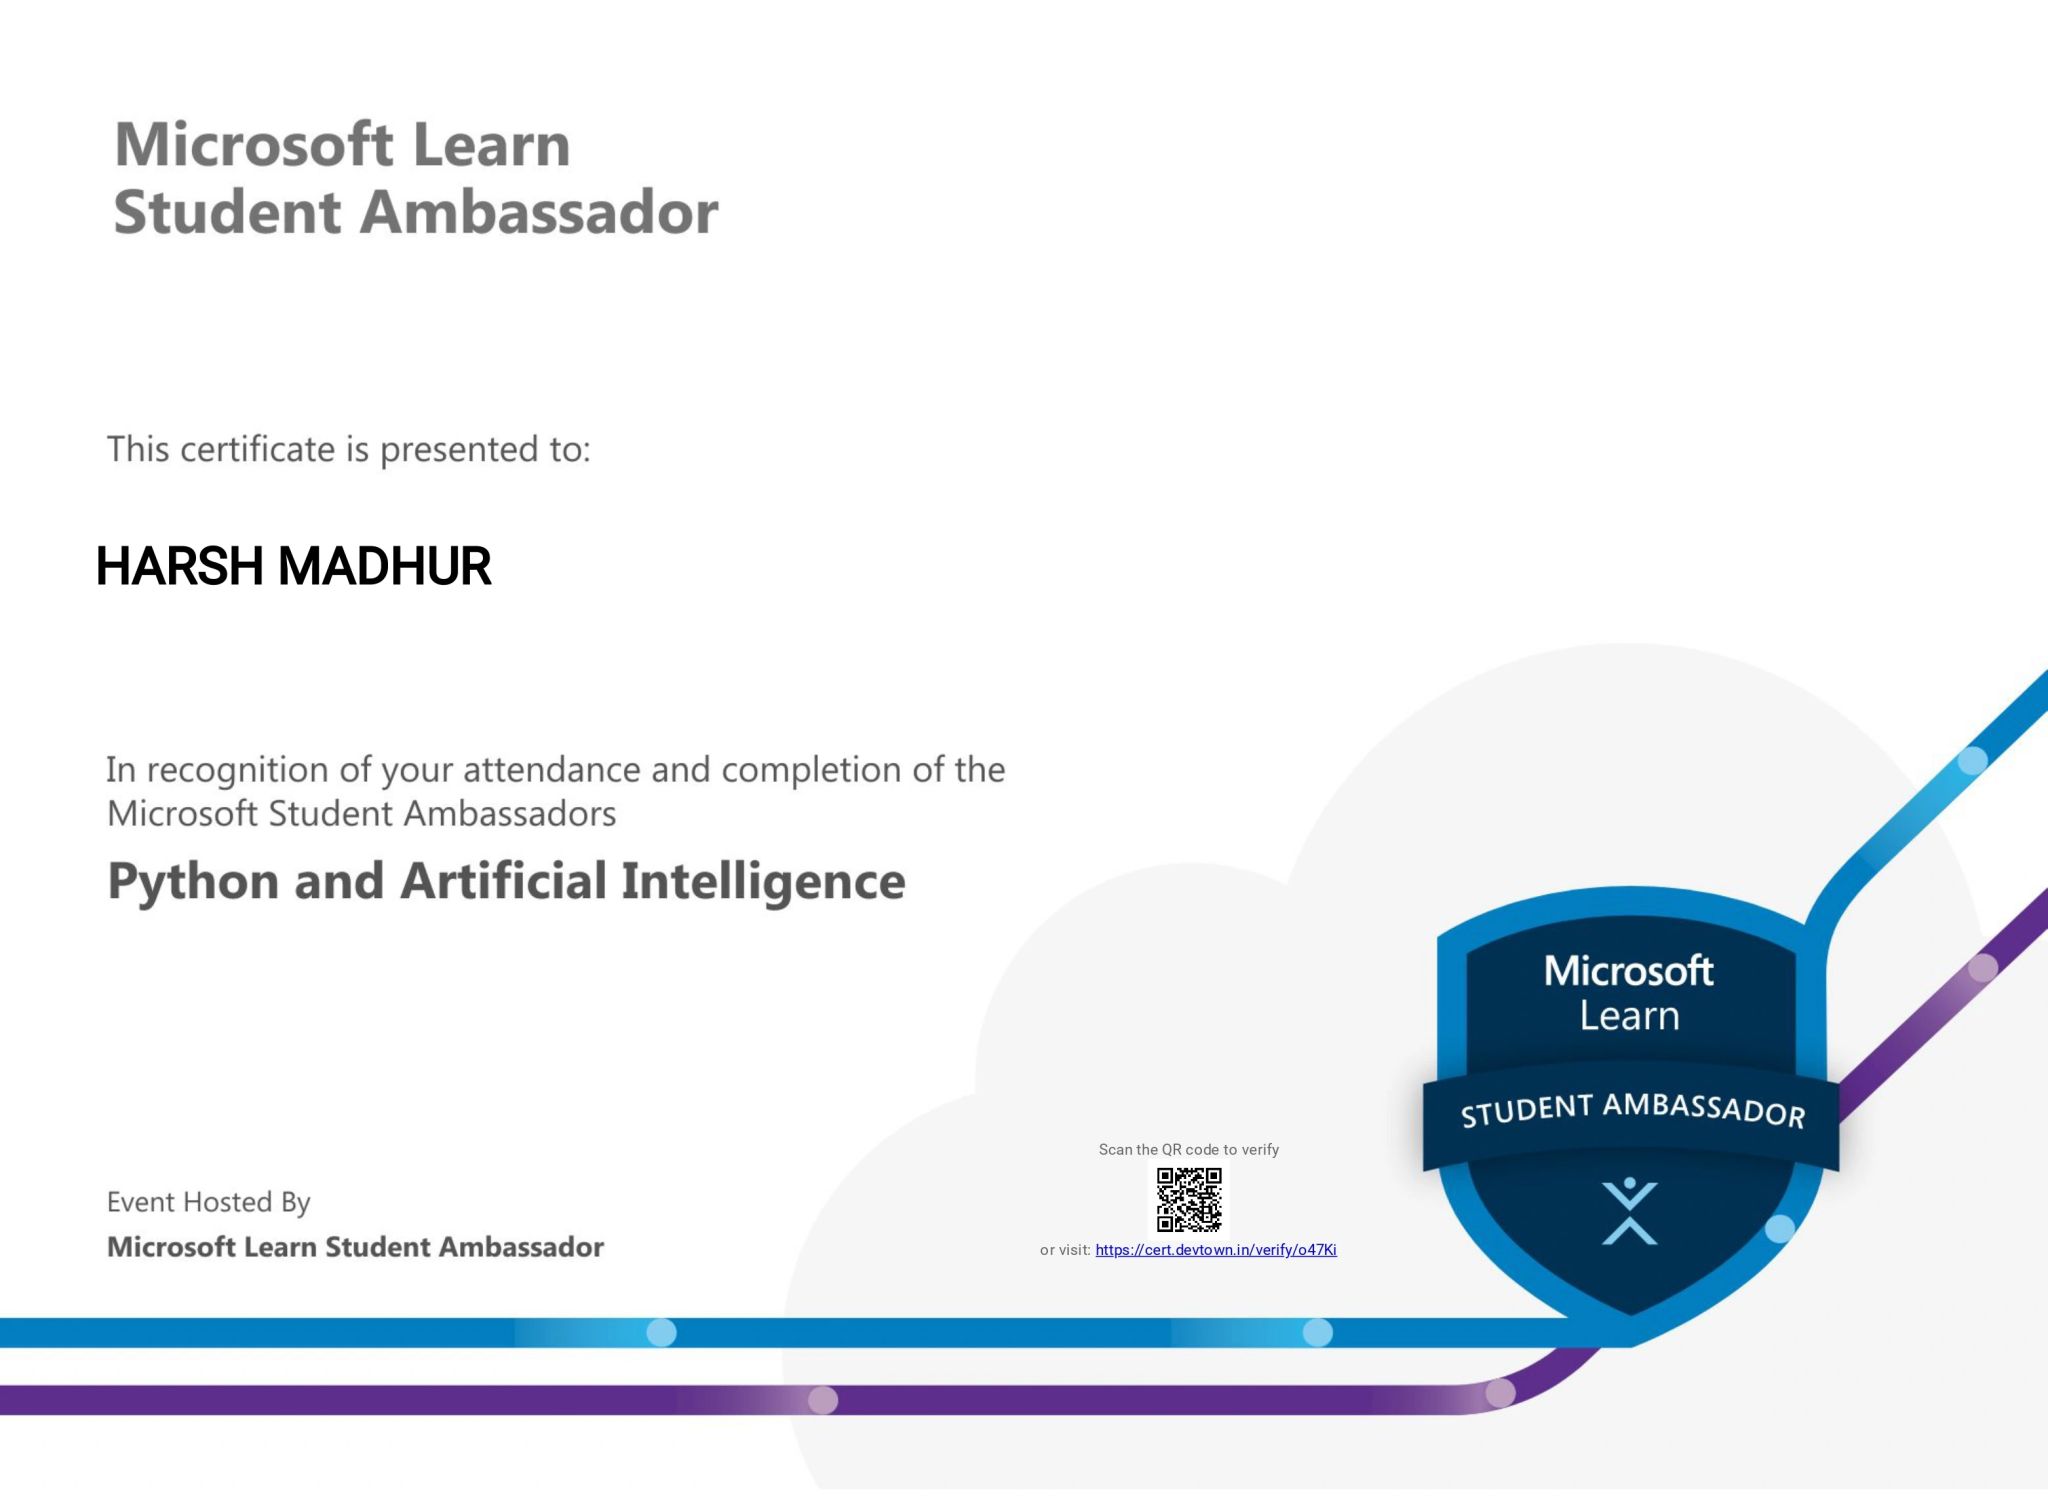 Microsoft Learn
Student Ambassador
This certificate is presented to:
HARSH MADHUR
In recognition of your attendance and completion of the
Microsoft Student Ambassadors
Python and Artificial Intelligence
Microsoft
Learn
STUDENT AMBASSADOR
Scan the QR code to verify
or visit: https://cert.devtown.in/verify/o47Ki
Event Hosted By
Microsoft Learn Student Ambassador